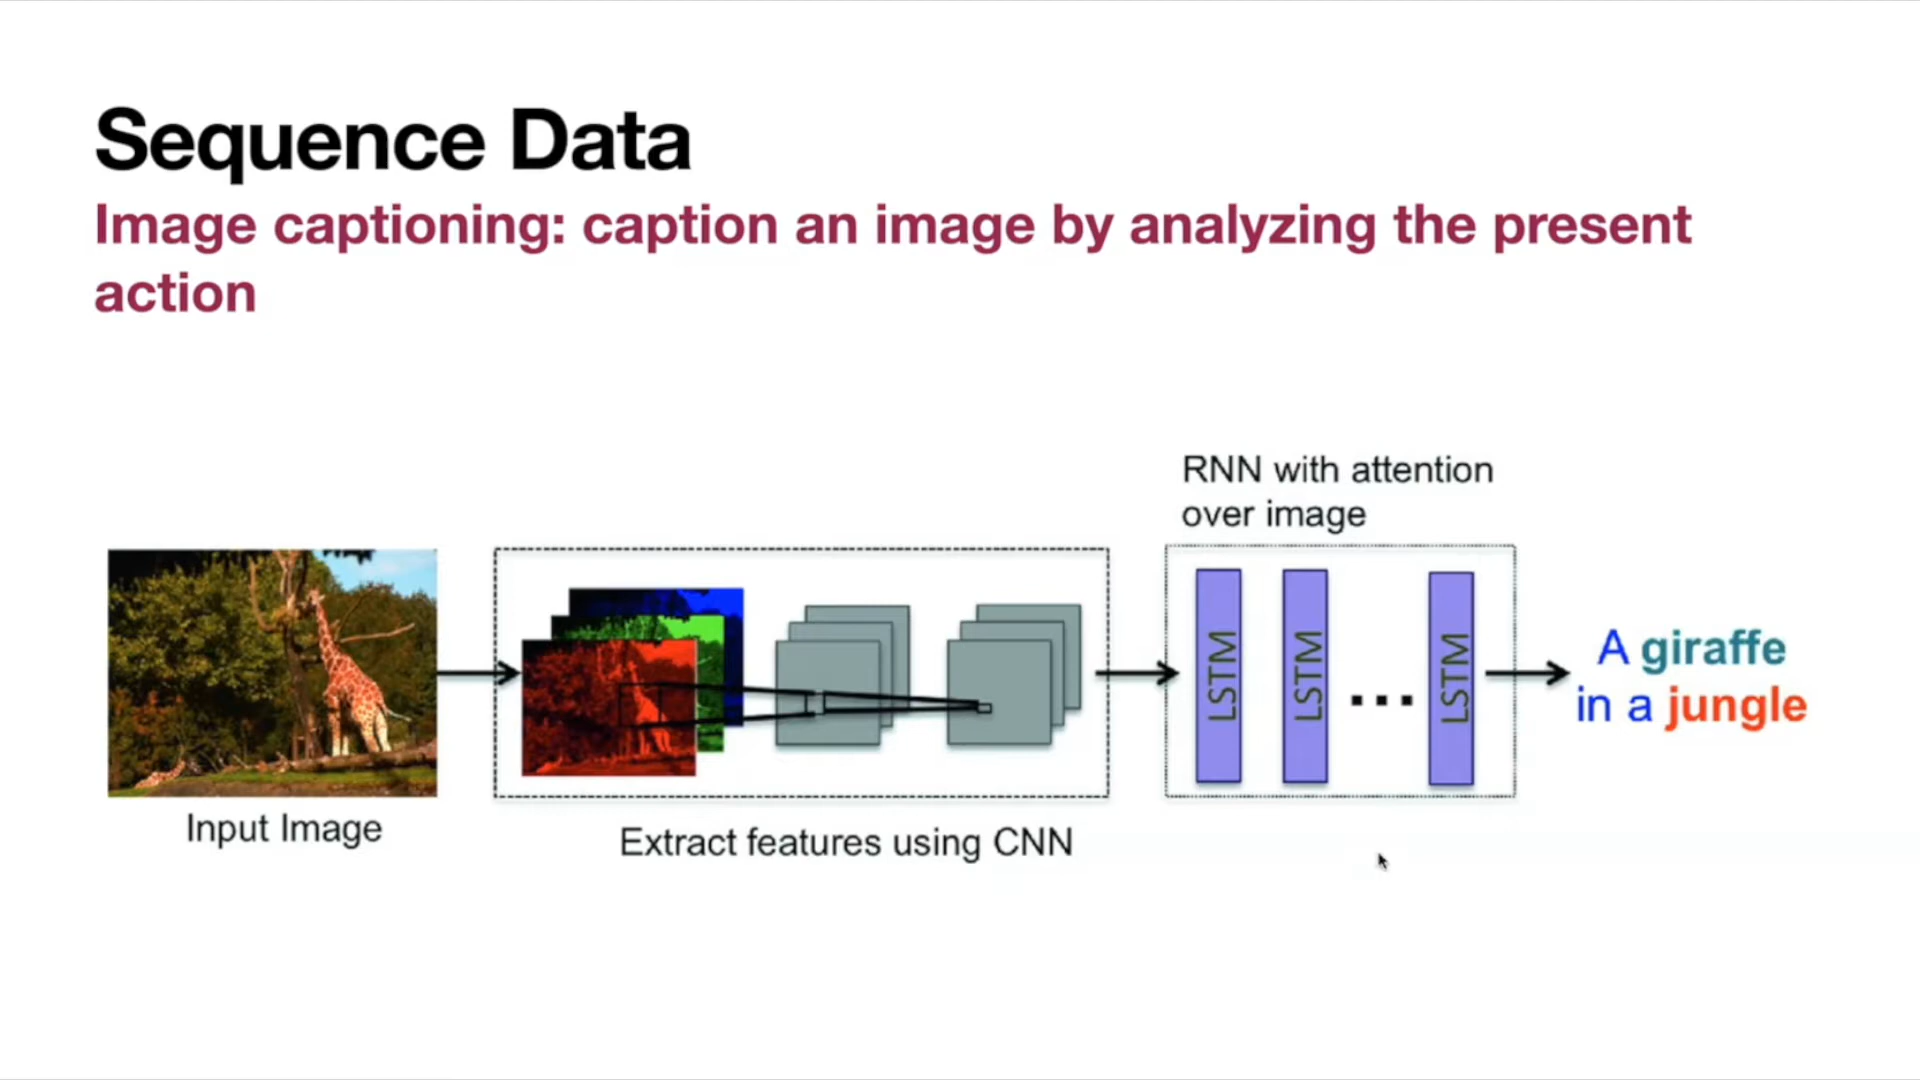 Sequence Data
Image captioning: caption an image by analyzing the present
action
RNN with attention
over image
LSTM
LSTM
...
LSTM
A giraffe
in a jungle
Input Image
Extract features using CNN